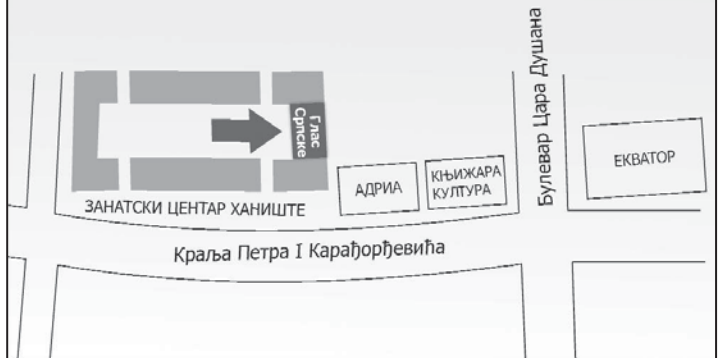 Булевар Цара Душана
Глас
Српске
АДРИА
КЊИЖАРА
КУЛТУРА
ЕКВАТОР
ЗАНАТСКИ ЦЕНТАР ХАНИШТЕ
Краља Петра I Карађорђевића